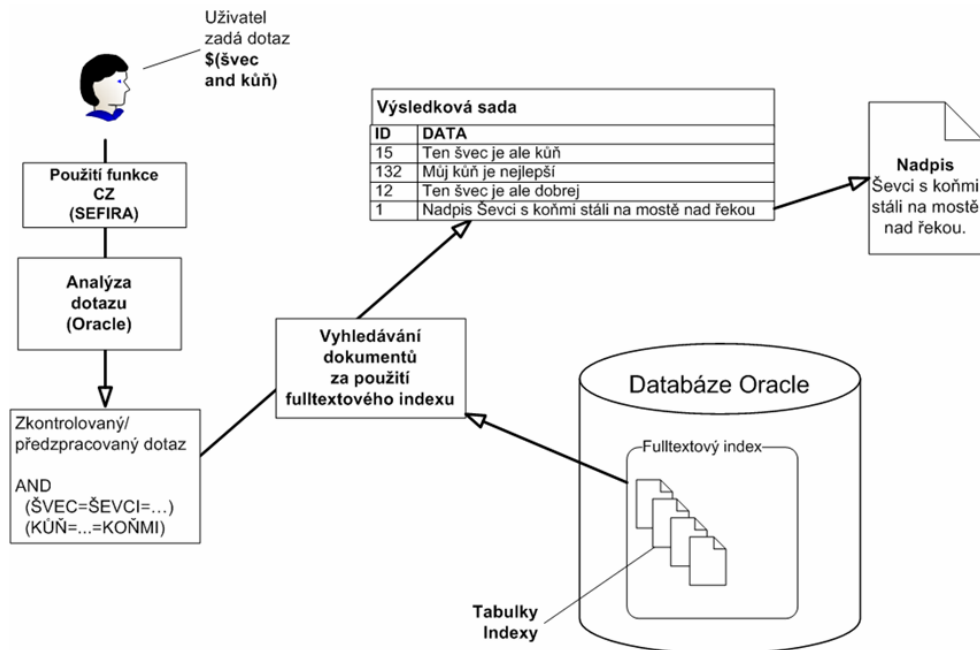 Uživatel
zadá dotaz
$(švec
and kůň)
Použití funkce
CZ
(SEFIRA)
Analýza
dotazu
(Oracle)
Zkontrolovaný/
předzpracovaný dotaz
AND
(ŠVEC=ŠEVCI=...)
(KŮŇ=...=KOŇMI)
Vyhledávání
dokumentů
za použití
fulltextového indexu
Výsledková sada
ID DATA
15 Ten švec je ale kůň
132 Můj kůň je nejlepší
12 Ten švec je ale dobrej
1 Nadpis Ševci s koňmi stáli na mostě nad řekou
Nadpis
Ševci s koňmi
stáli na mostě
nad řekou.
Databáze Oracle
Fulltextový index
Tabulky
Indexy